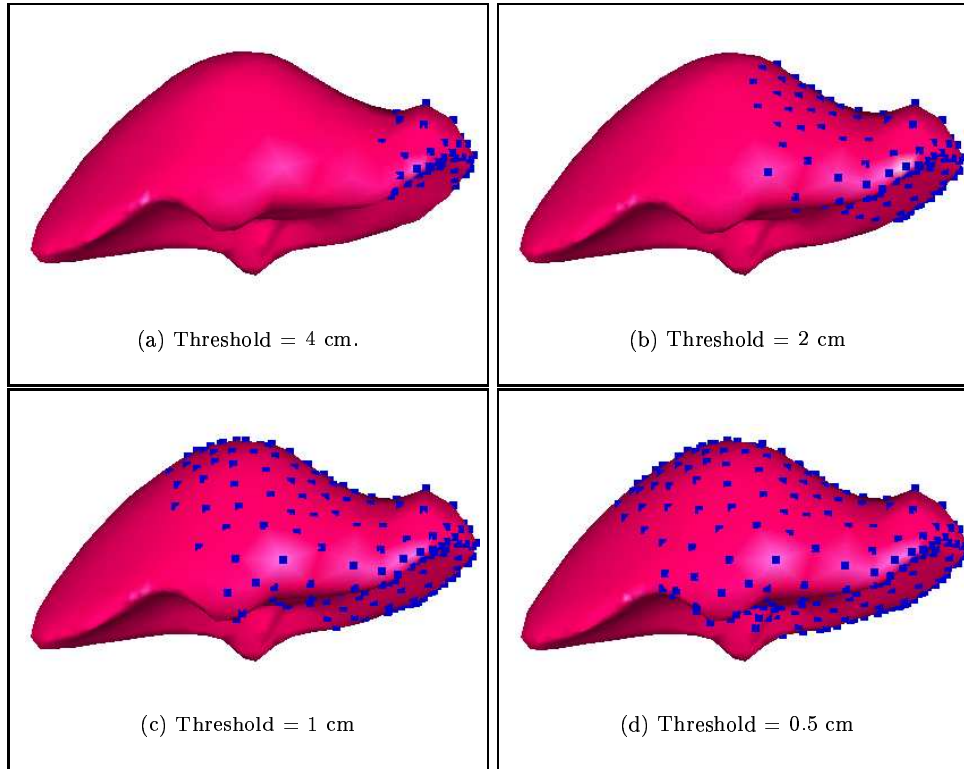 (a) Threshold = 4 cm.
(b) Threshold = 2 cm
(c) Threshold = 1 cm
(d) Threshold = 0.5 cm